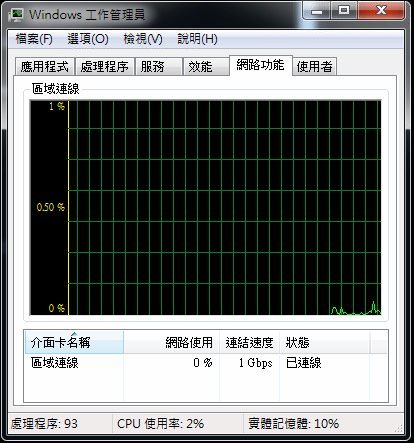 Windows 工作管理員
檔案(F) 選項(O) 檢視(V) 說明(H)
應用程式 處理程序 服務 效能 網路功能 使用者
區域連線
1 %
0.50 %
0 %
介面卡名稱 網路使用 連結速度 狀態
區域連線 0 % 1 Gbps 已連線
處理程序: 93 CPU 使用率: 2% 實體記憶體: 10%